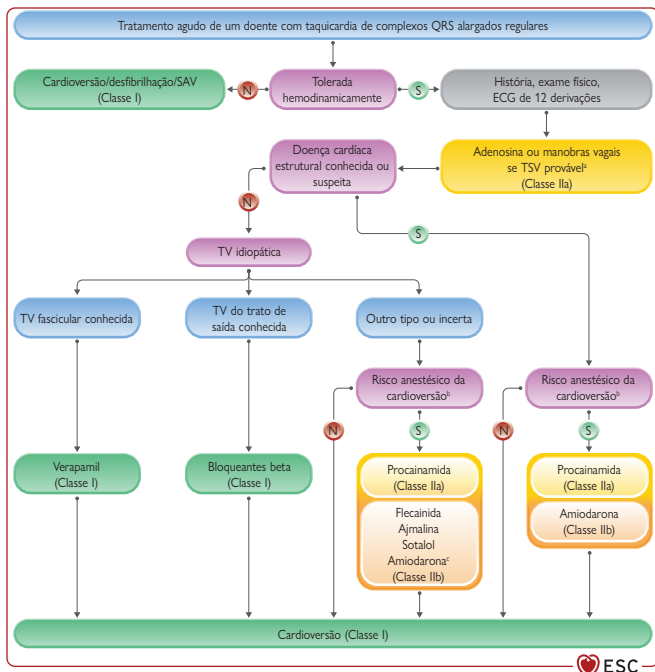 Tratamento agudo de um doente com taquicardia de complexos QRS alargados regulares
Cardioversão/desfibrilhação/SAV
(Classe I)
N
Tolerada
hemodinamicamente
S
História, exame físico,
ECG de 12 derivações
Doença cardíaca
estrutural conhecida ou
suspeita
Adenosina ou manobras vagais
se TSV provávelᵃ
(Classe IIa)
N
S
TV idiopática
TV fascicular conhecida
TV do trato de
saída conhecida
Outro tipo ou incerta
Risco anestésico da
cardioversãoᵇ
Risco anestésico da
cardioversãoᵇ
N
S
N
S
Verapamil
(Classe I)
Bloqueantes beta
(Classe I)
Procainamida
(Classe IIa)
Flecainida
Ajmalina
Sotalol
Amiodaronaᶜ
(Classe IIb)
Procainamida
(Classe IIa)
Amiodarona
(Classe IIb)
Cardioversão (Classe I)
ESC